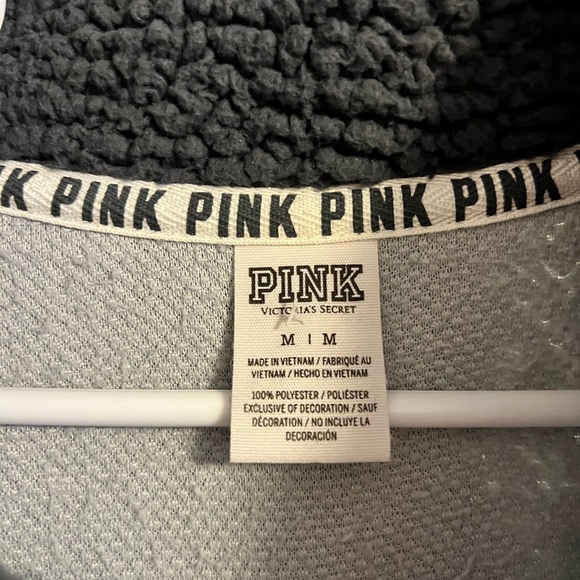 K PINK PINK PINK PINK
PINK
VICTORIA'S SECRET
M | M
MADE IN VIETNAM / FABRIQUÉ AU
VIETNAM / HECHO EN VIETNAM
100% POLYESTER / POLIÉSTER
EXCLUSIVE OF DECORATION / SAUF
DÉCORATION / NO INCLUYE LA
DECORACIÓN